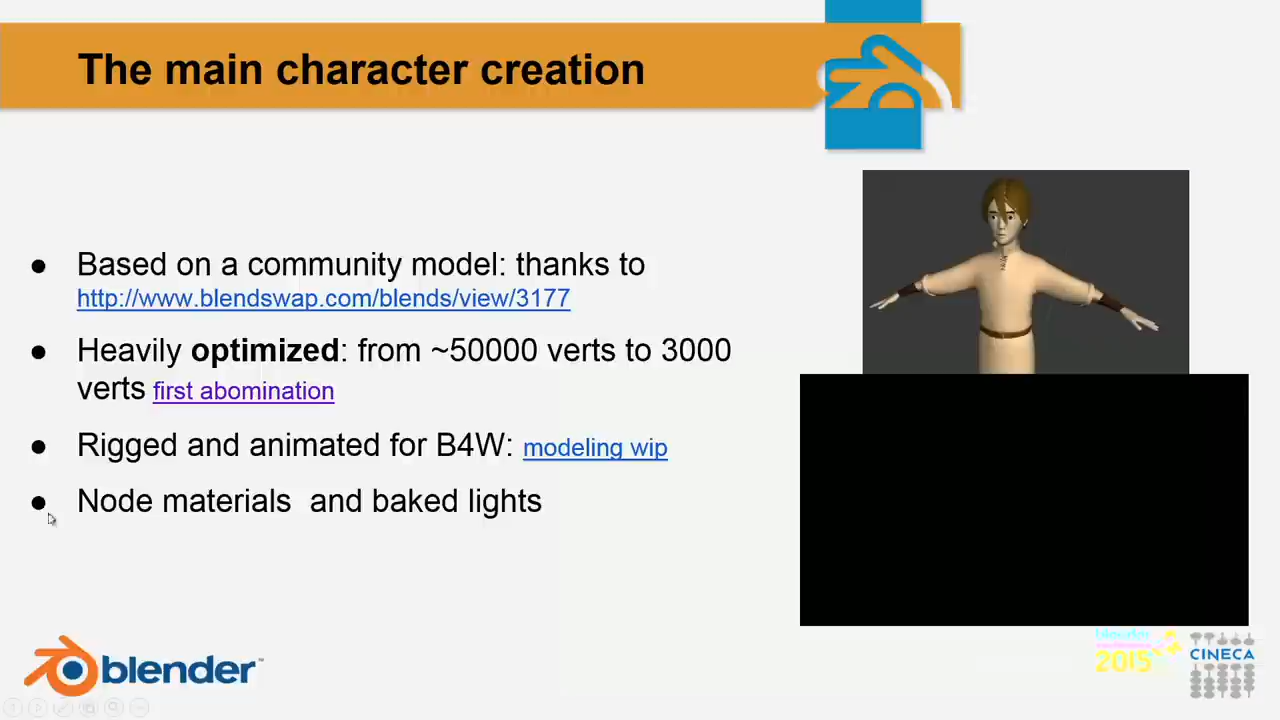 The main character creation
● Based on a community model: thanks to
http://www.blendswap.com/blends/view/3177
● Heavily optimized: from ~50000 verts to 3000
verts first abomination
● Rigged and animated for B4W: modeling wip
● Node materials  and baked lights
blender™
blender
2015
CINECA